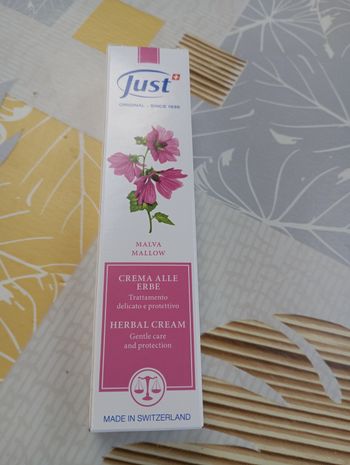 Just
ORIGINAL - SINCE 1930
MALVA
MALLOW
CREMA ALLE
ERBE
Trattamento
delicato e protettivo
HERBAL CREAM
Gentle care
and protection
MADE IN SWITZERLAND